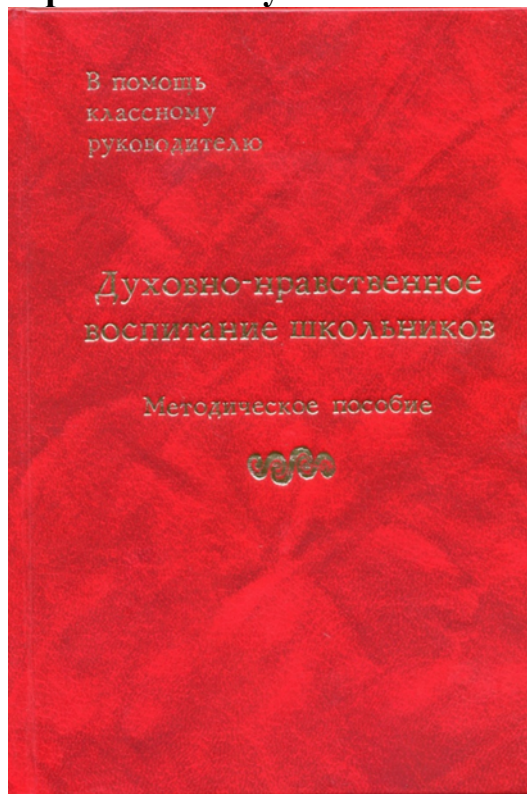 В помощь
классному
руководителю
Духовно-нравственное
воспитание школьников
Методическое пособие